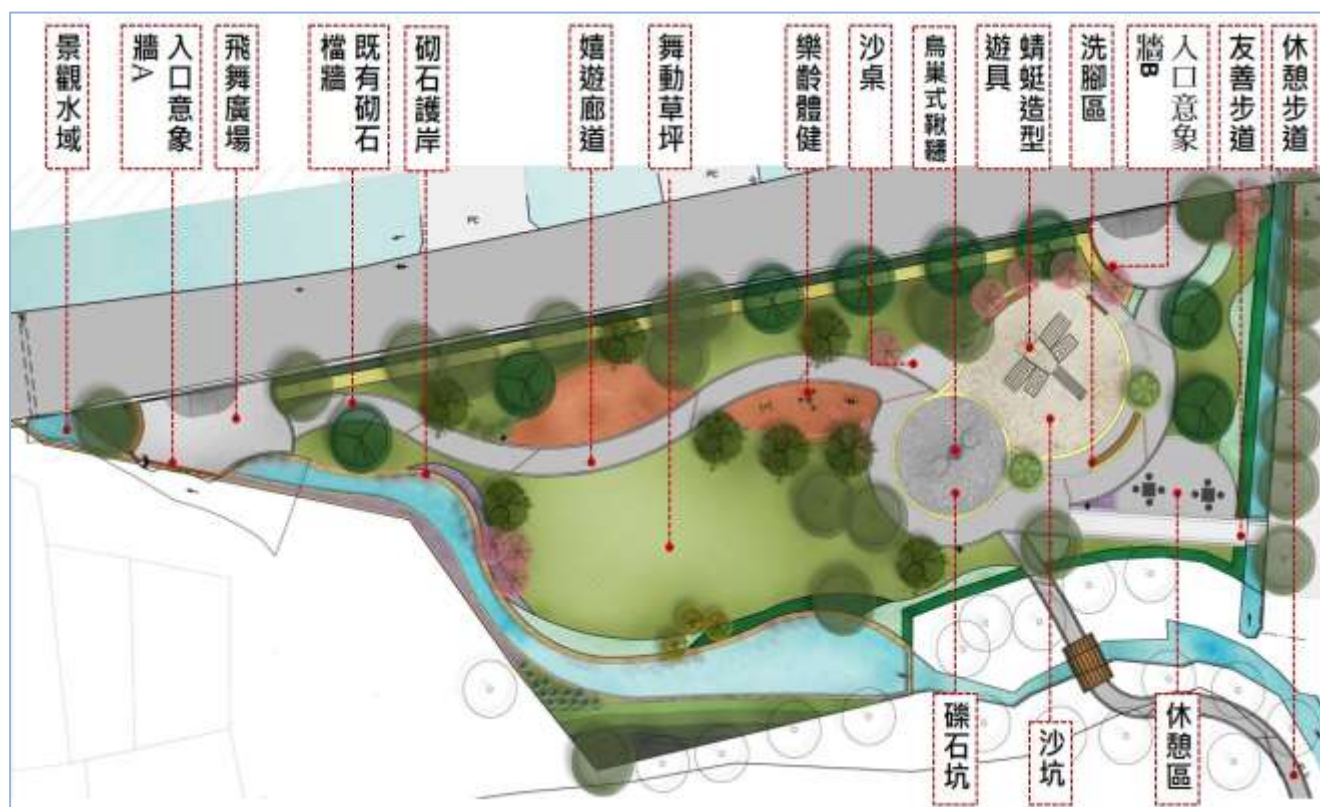 休憩步道
友善步道
入口意象
牆B
洗腳區
蜻蜓造型
遊具
鳥巢式鞦韆
沙桌
樂齡體健
舞動草坪
嬉遊廊道
砌石護岸
既有砌石
檔牆
飛舞廣場
入口意象
牆A
景觀水域
PC
PC
休憩區
沙坑
礫石坑